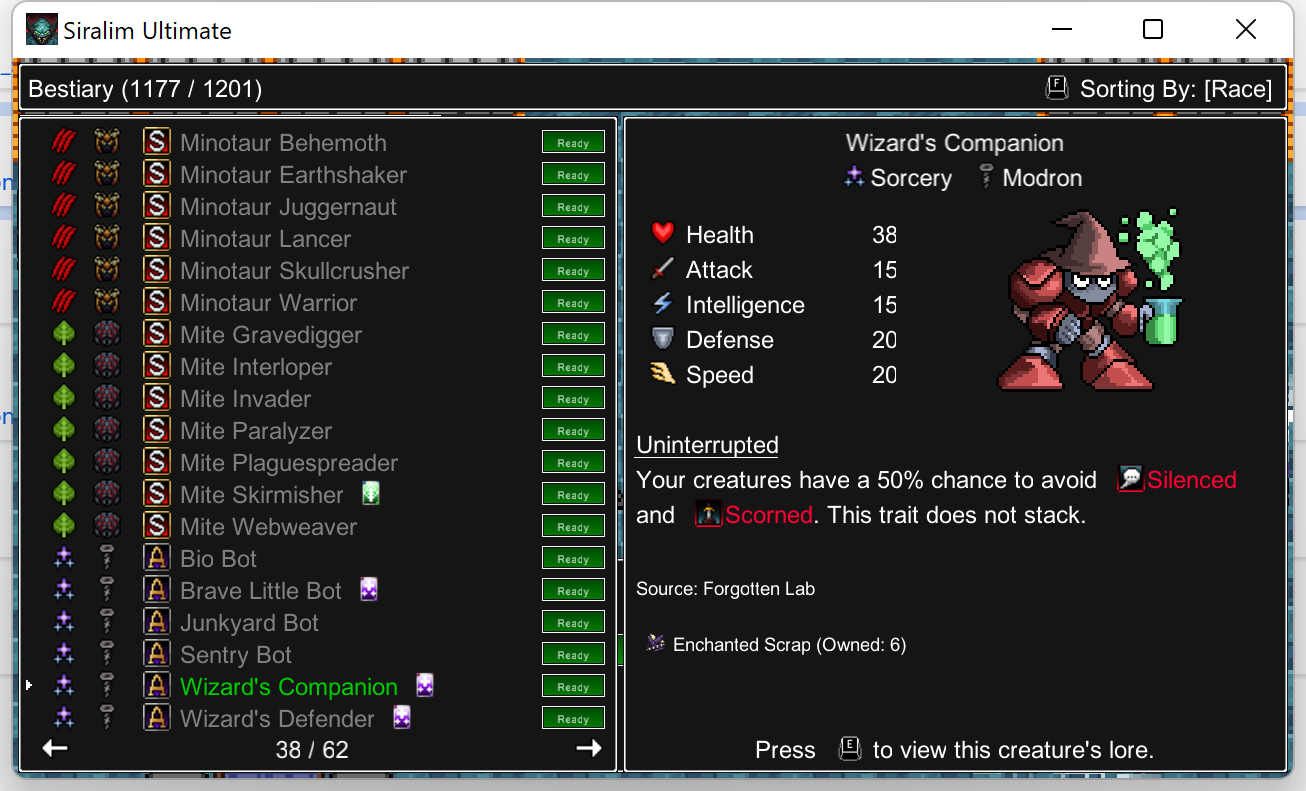 Siralim Ultimate
Bestiary (1177 / 1201)
F Sorting By: [Race]
S Minotaur Behemoth Ready
S Minotaur Earthshaker Ready
S Minotaur Juggernaut Ready
S Minotaur Lancer Ready
S Minotaur Skullcrusher Ready
S Minotaur Warrior Ready
S Mite Gravedigger Ready
S Mite Interloper Ready
S Mite Invader Ready
S Mite Paralyzer Ready
S Mite Plaguespreader Ready
S Mite Skirmisher Ready
S Mite Webweaver Ready
A Bio Bot Ready
A Brave Little Bot Ready
A Junkyard Bot Ready
A Sentry Bot Ready
A Wizard's Companion Ready
A Wizard's Defender Ready
38 / 62
Wizard's Companion
Sorcery Modron
Health 38
Attack 15
Intelligence 15
Defense 20
Speed 20
Uninterrupted
Your creatures have a 50% chance to avoid Silenced
and Scorned. This trait does not stack.
Source: Forgotten Lab
Enchanted Scrap (Owned: 6)
Press E to view this creature's lore.